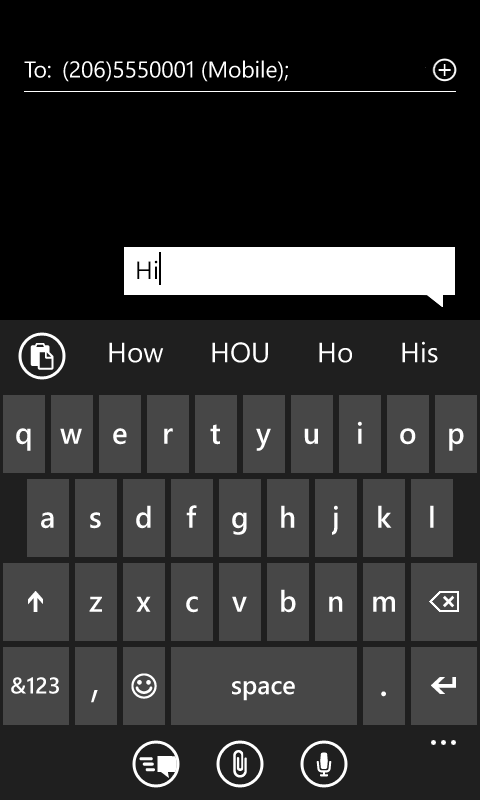 To: (206)5550001 (Mobile);
Hi
How HOU Ho His
q w e r t y u i o p
a s d f g h j k l
z x c v b n m
&123 , space .